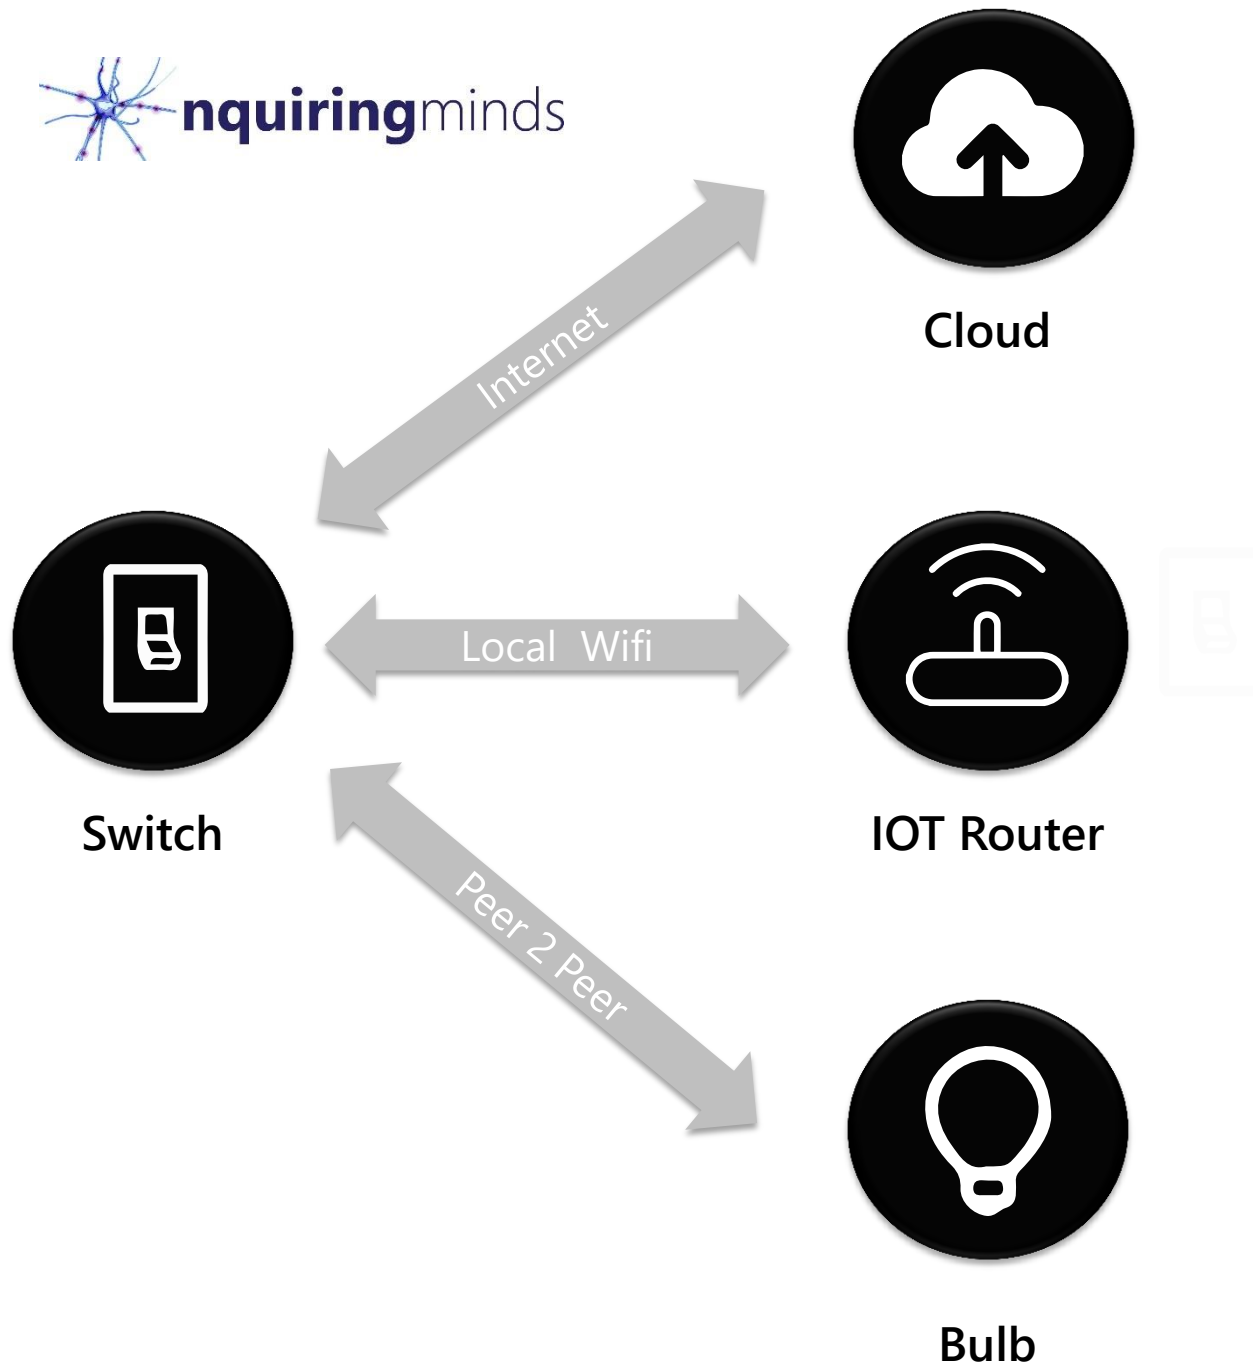 nquiringminds
Cloud
Internet
Local Wifi
Switch
IOT Router
Peer 2 Peer
Bulb